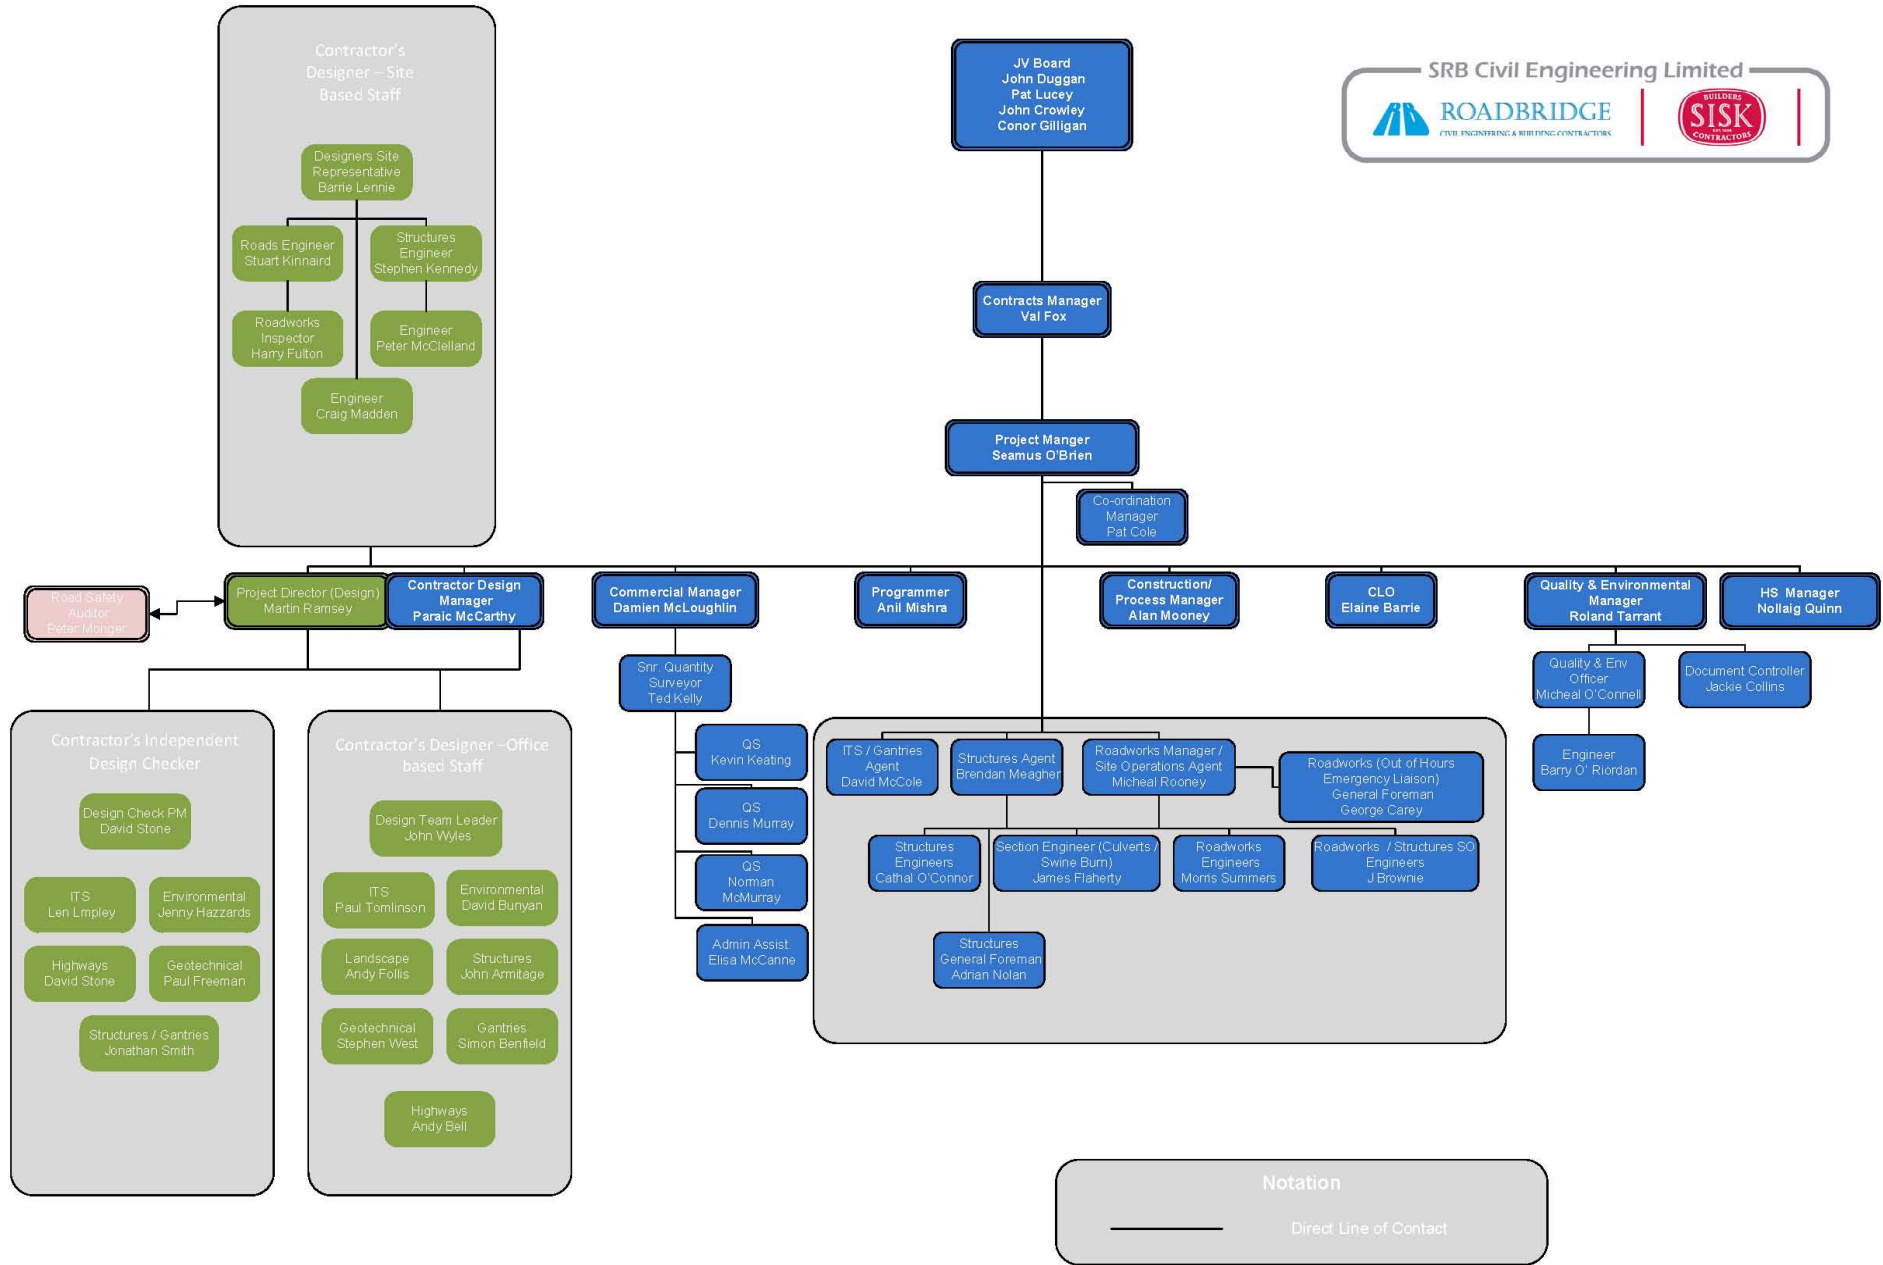 Contractor's
Designer – Site
Based Staff
Designers Site
Representative
Barrie Lennie
Roads Engineer
Stuart Kinnaird
Structures
Engineer
Stephen Kennedy
Roadworks
Inspector
Harry Fulton
Engineer
Peter McClelland
Engineer
Craig Madden
JV Board
John Duggan
Pat Lucey
John Crowley
Conor Gilligan
SRB Civil Engineering Limited
ROADBRIDGE
CIVIL ENGINEERING & BUILDING CONTRACTORS
BUILDERS
SISK
CONTRACTORS
Contracts Manager
Val Fox
Project Manger
Seamus O'Brien
Co-ordination
Manager
Pat Cole
Road Safety
Auditor
Peter Monger
Project Director (Design)
Martin Ramsey
Contractor Design
Manager
Paraic McCarthy
Commercial Manager
Damien McLoughlin
Programmer
Anil Mishra
Construction/
Process Manager
Alan Mooney
CLO
Elaine Barrie
Quality & Environmental
Manager
Roland Tarrant
HS Manager
Nollaig Quinn
Snr. Quantity
Surveyor
Ted Kelly
QS
Kevin Keating
QS
Dennis Murray
QS
Norman
McMurray
Admin Assist.
Elisa McCanne
Quality & Env
Officer
Micheal O'Connell
Document Controller
Jackie Collins
Engineer
Barry O' Riordan
Contractor's Independent
Design Checker
Design Check PM
David Stone
ITS
Len Lmpley
Environmental
Jenny Hazzards
Highways
David Stone
Geotechnical
Paul Freeman
Structures / Gantries
Jonathan Smith
Contractor's Designer –Office
based Staff
Design Team Leader
John Wyles
ITS
Paul Tomlinson
Environmental
David Bunyan
Landscape
Andy Follis
Structures
John Armitage
Geotechnical
Stephen West
Gantries
Simon Benfield
Highways
Andy Bell
ITS / Gantries
Agent
David McCole
Structures Agent
Brendan Meagher
Roadworks Manager /
Site Operations Agent
Micheal Rooney
Roadworks (Out of Hours
Emergency Liaison)
General Foreman
George Carey
Structures
Engineers
Cathal O'Connor
Section Engineer (Culverts /
Swine Burn)
James Flaherty
Roadworks
Engineers
Morris Summers
Roadworks / Structures SO
Engineers
J Brownie
Structures
General Foreman
Adrian Nolan
Notation
Direct Line of Contact